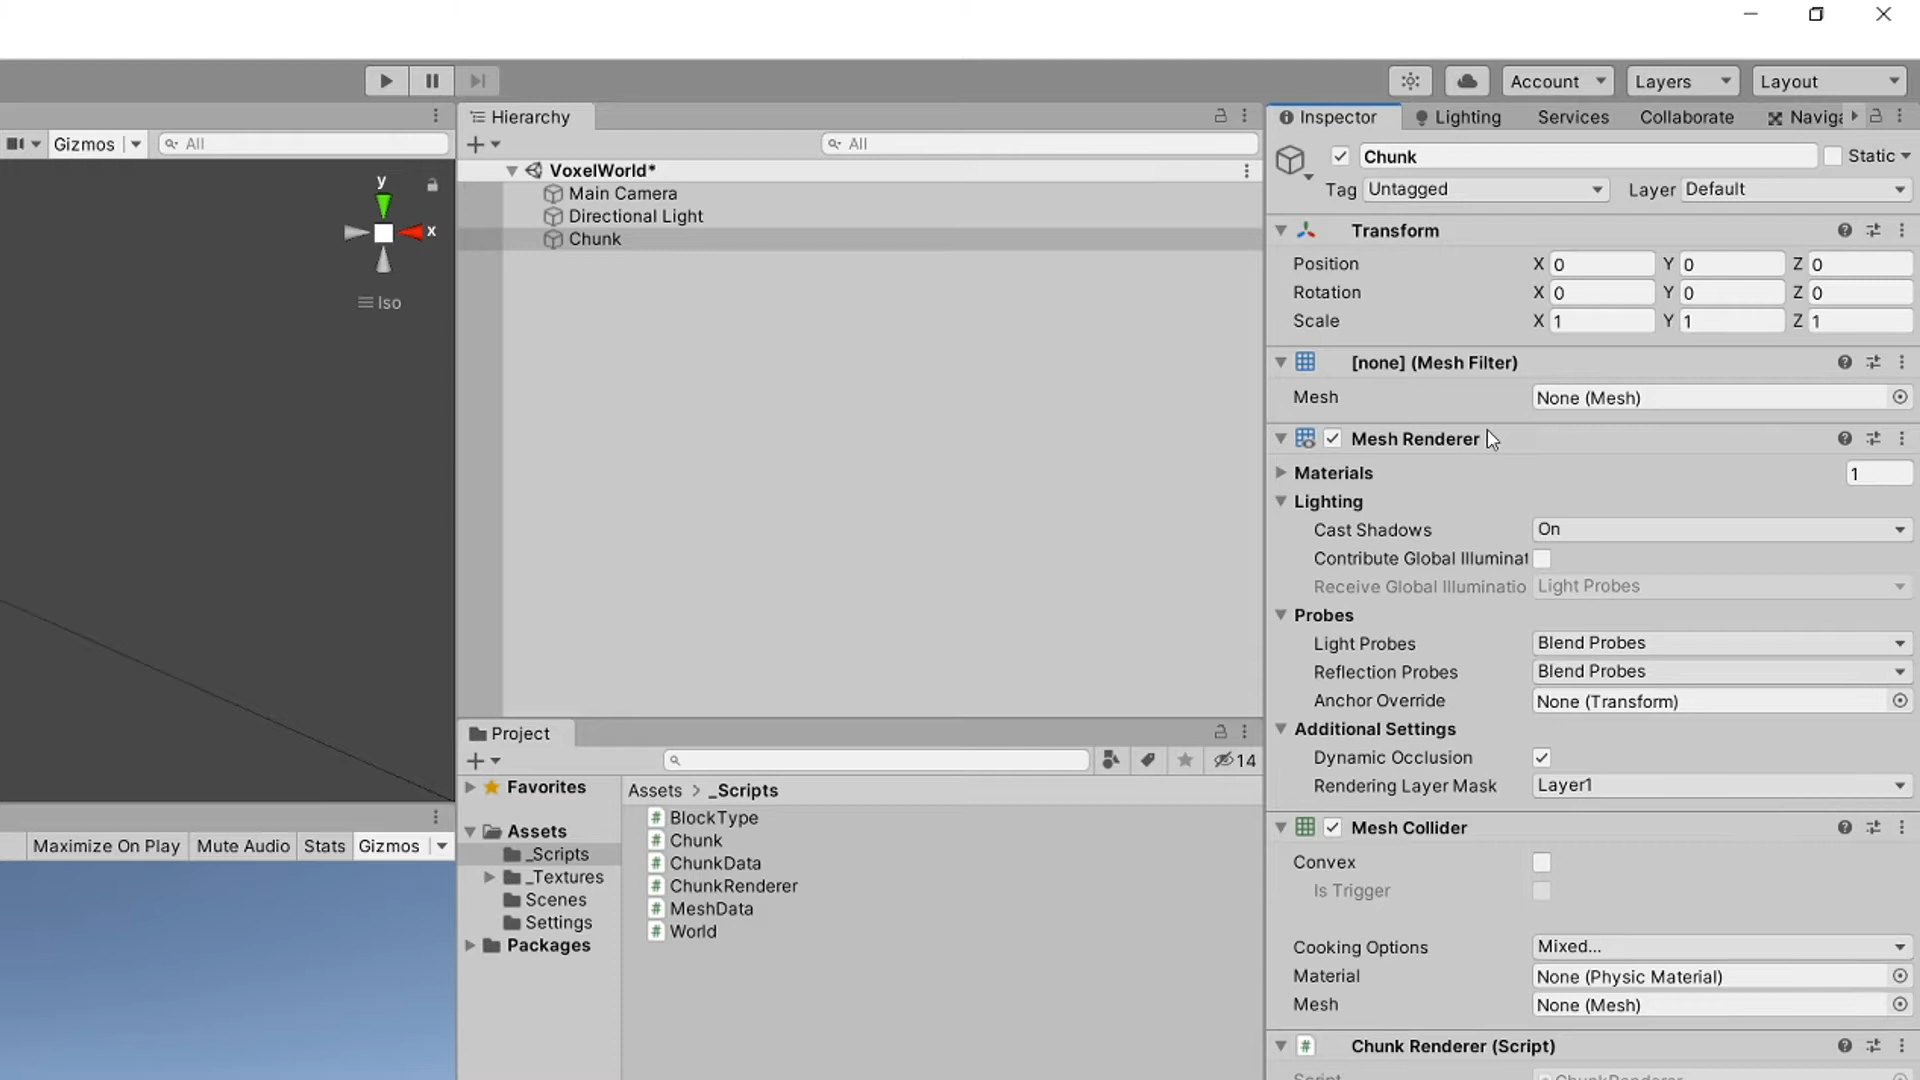 Account
Layers
Layout
Gizmos
All
y
x
Iso
Hierarchy
All
VoxelWorld*
Main Camera
Directional Light
Chunk
Inspector
Lighting
Services
Collaborate
Naviga
Chunk
Static
Tag Untagged
Layer Default
Transform
Position X 0 Y 0 Z 0
Rotation X 0 Y 0 Z 0
Scale X 1 Y 1 Z 1
[none] (Mesh Filter)
Mesh None (Mesh)
Mesh Renderer
Materials 1
Lighting
Cast Shadows On
Contribute Global Illuminat
Receive Global Illuminatio Light Probes
Probes
Light Probes Blend Probes
Reflection Probes Blend Probes
Anchor Override None (Transform)
Additional Settings
Dynamic Occlusion
Rendering Layer Mask Layer1
Mesh Collider
Convex
Is Trigger
Cooking Options Mixed...
Material None (Physic Material)
Mesh None (Mesh)
Chunk Renderer (Script)
Script ChunkRenderer
Project
14
Favorites
Assets
_Scripts
_Textures
Scenes
Settings
Packages
Assets > _Scripts
BlockType
Chunk
ChunkData
ChunkRenderer
MeshData
World
Maximize On Play Mute Audio Stats Gizmos